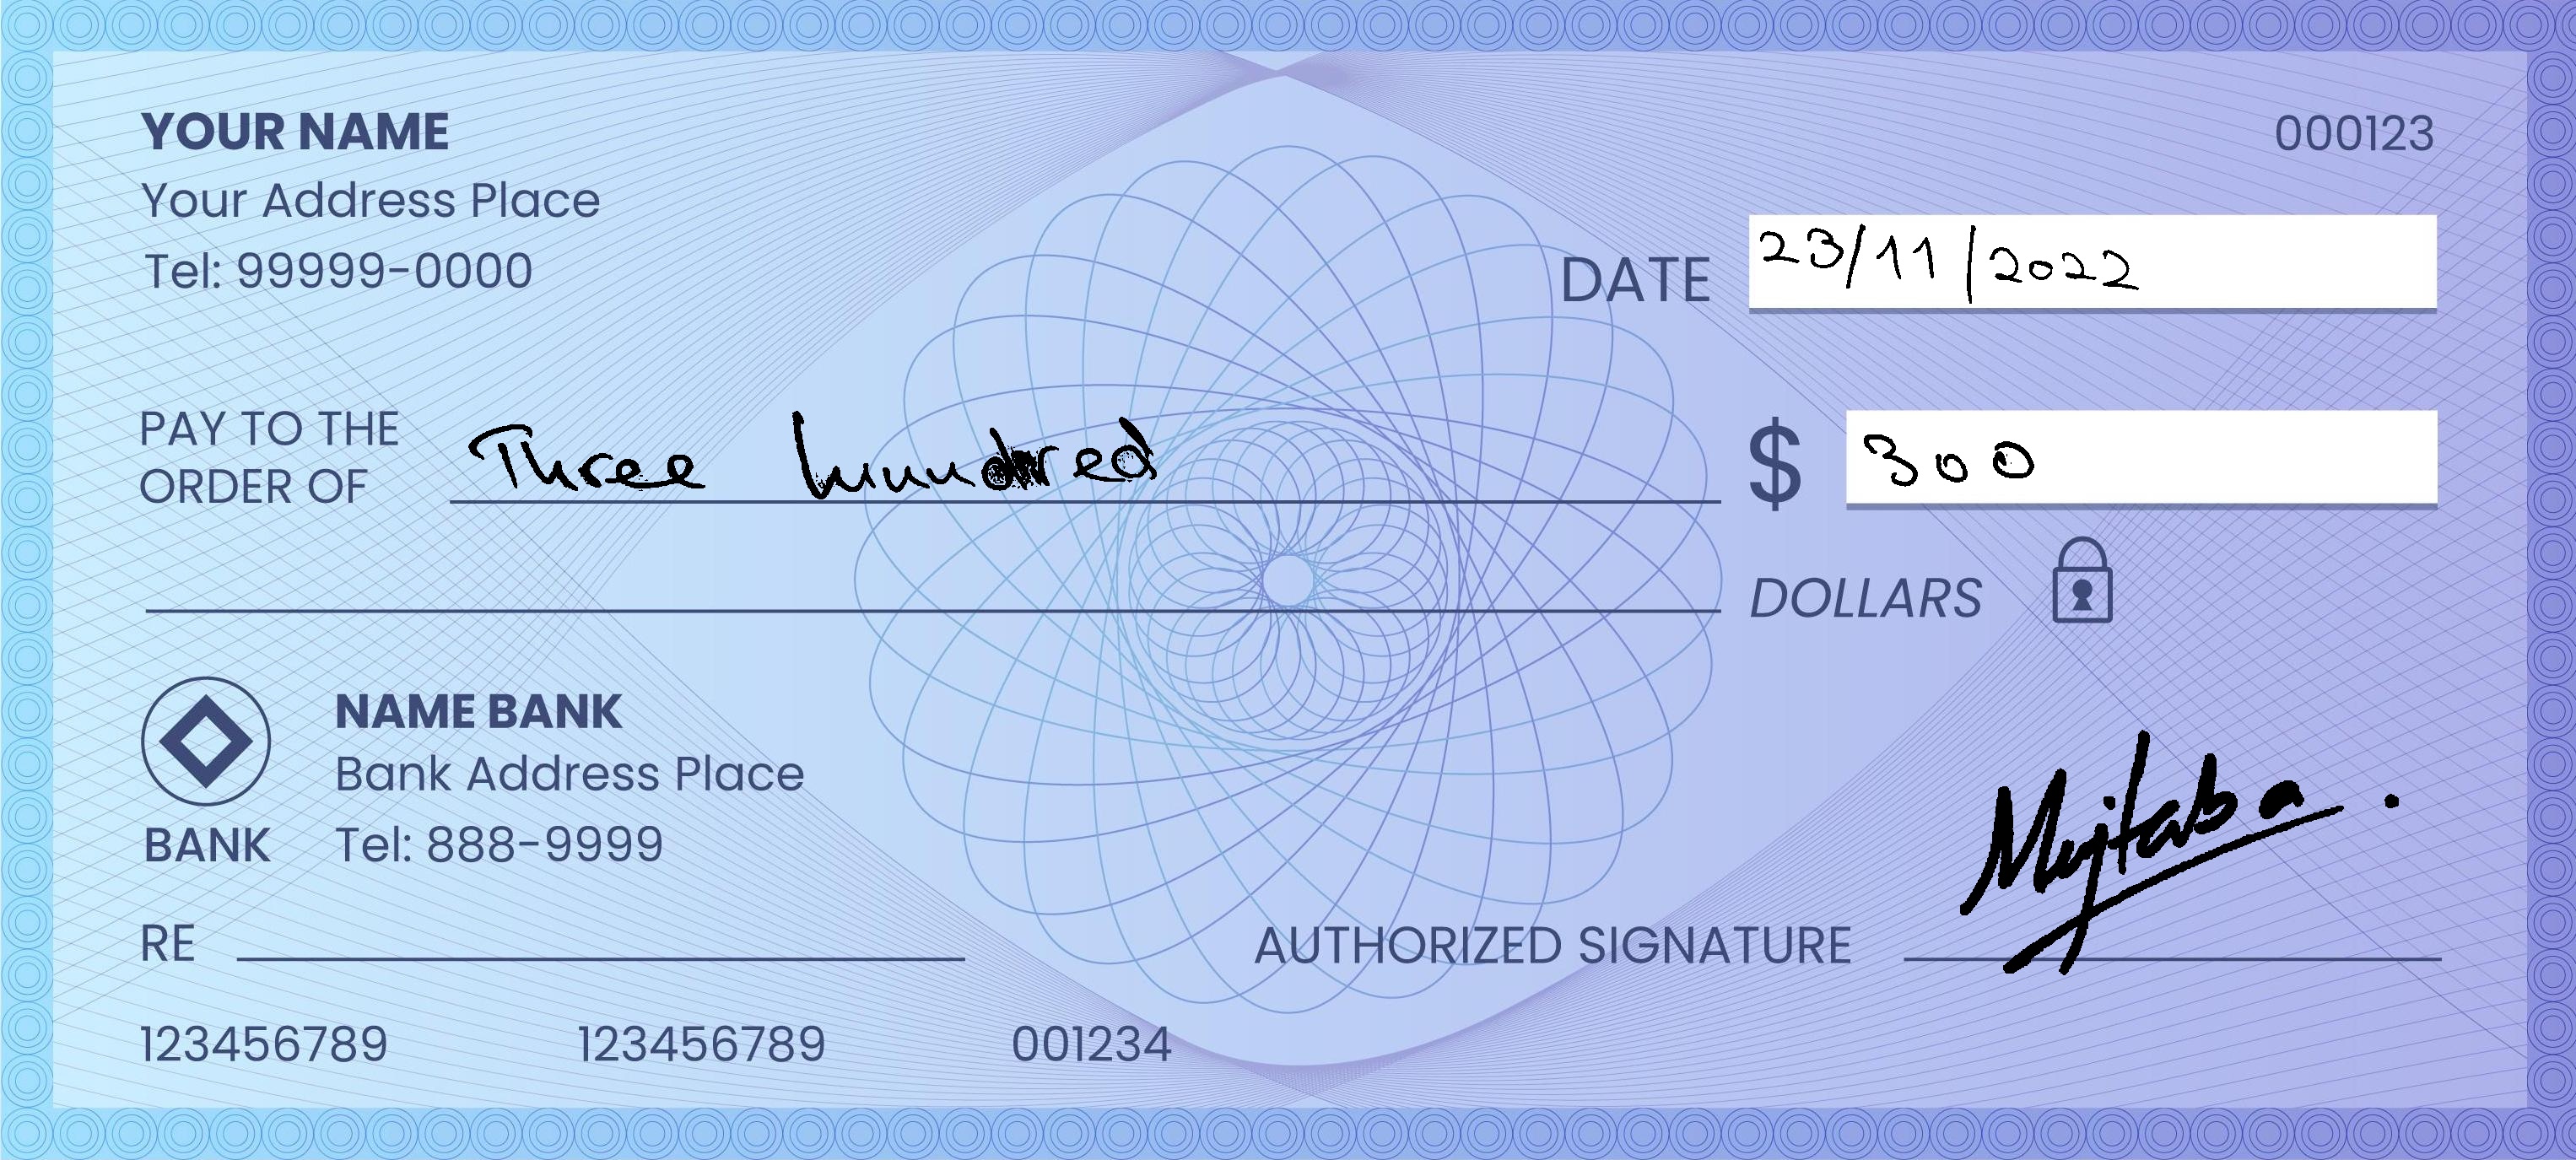 YOUR NAME
000123
Your Address Place
Tel: 99999-0000
DATE 23/11/2022
PAY TO THE
ORDER OF Three hundred $ 300
DOLLARS
NAME BANK
Bank Address Place
BANK Tel: 888-9999
Mujtaba.
RE AUTHORIZED SIGNATURE
123456789 123456789 001234